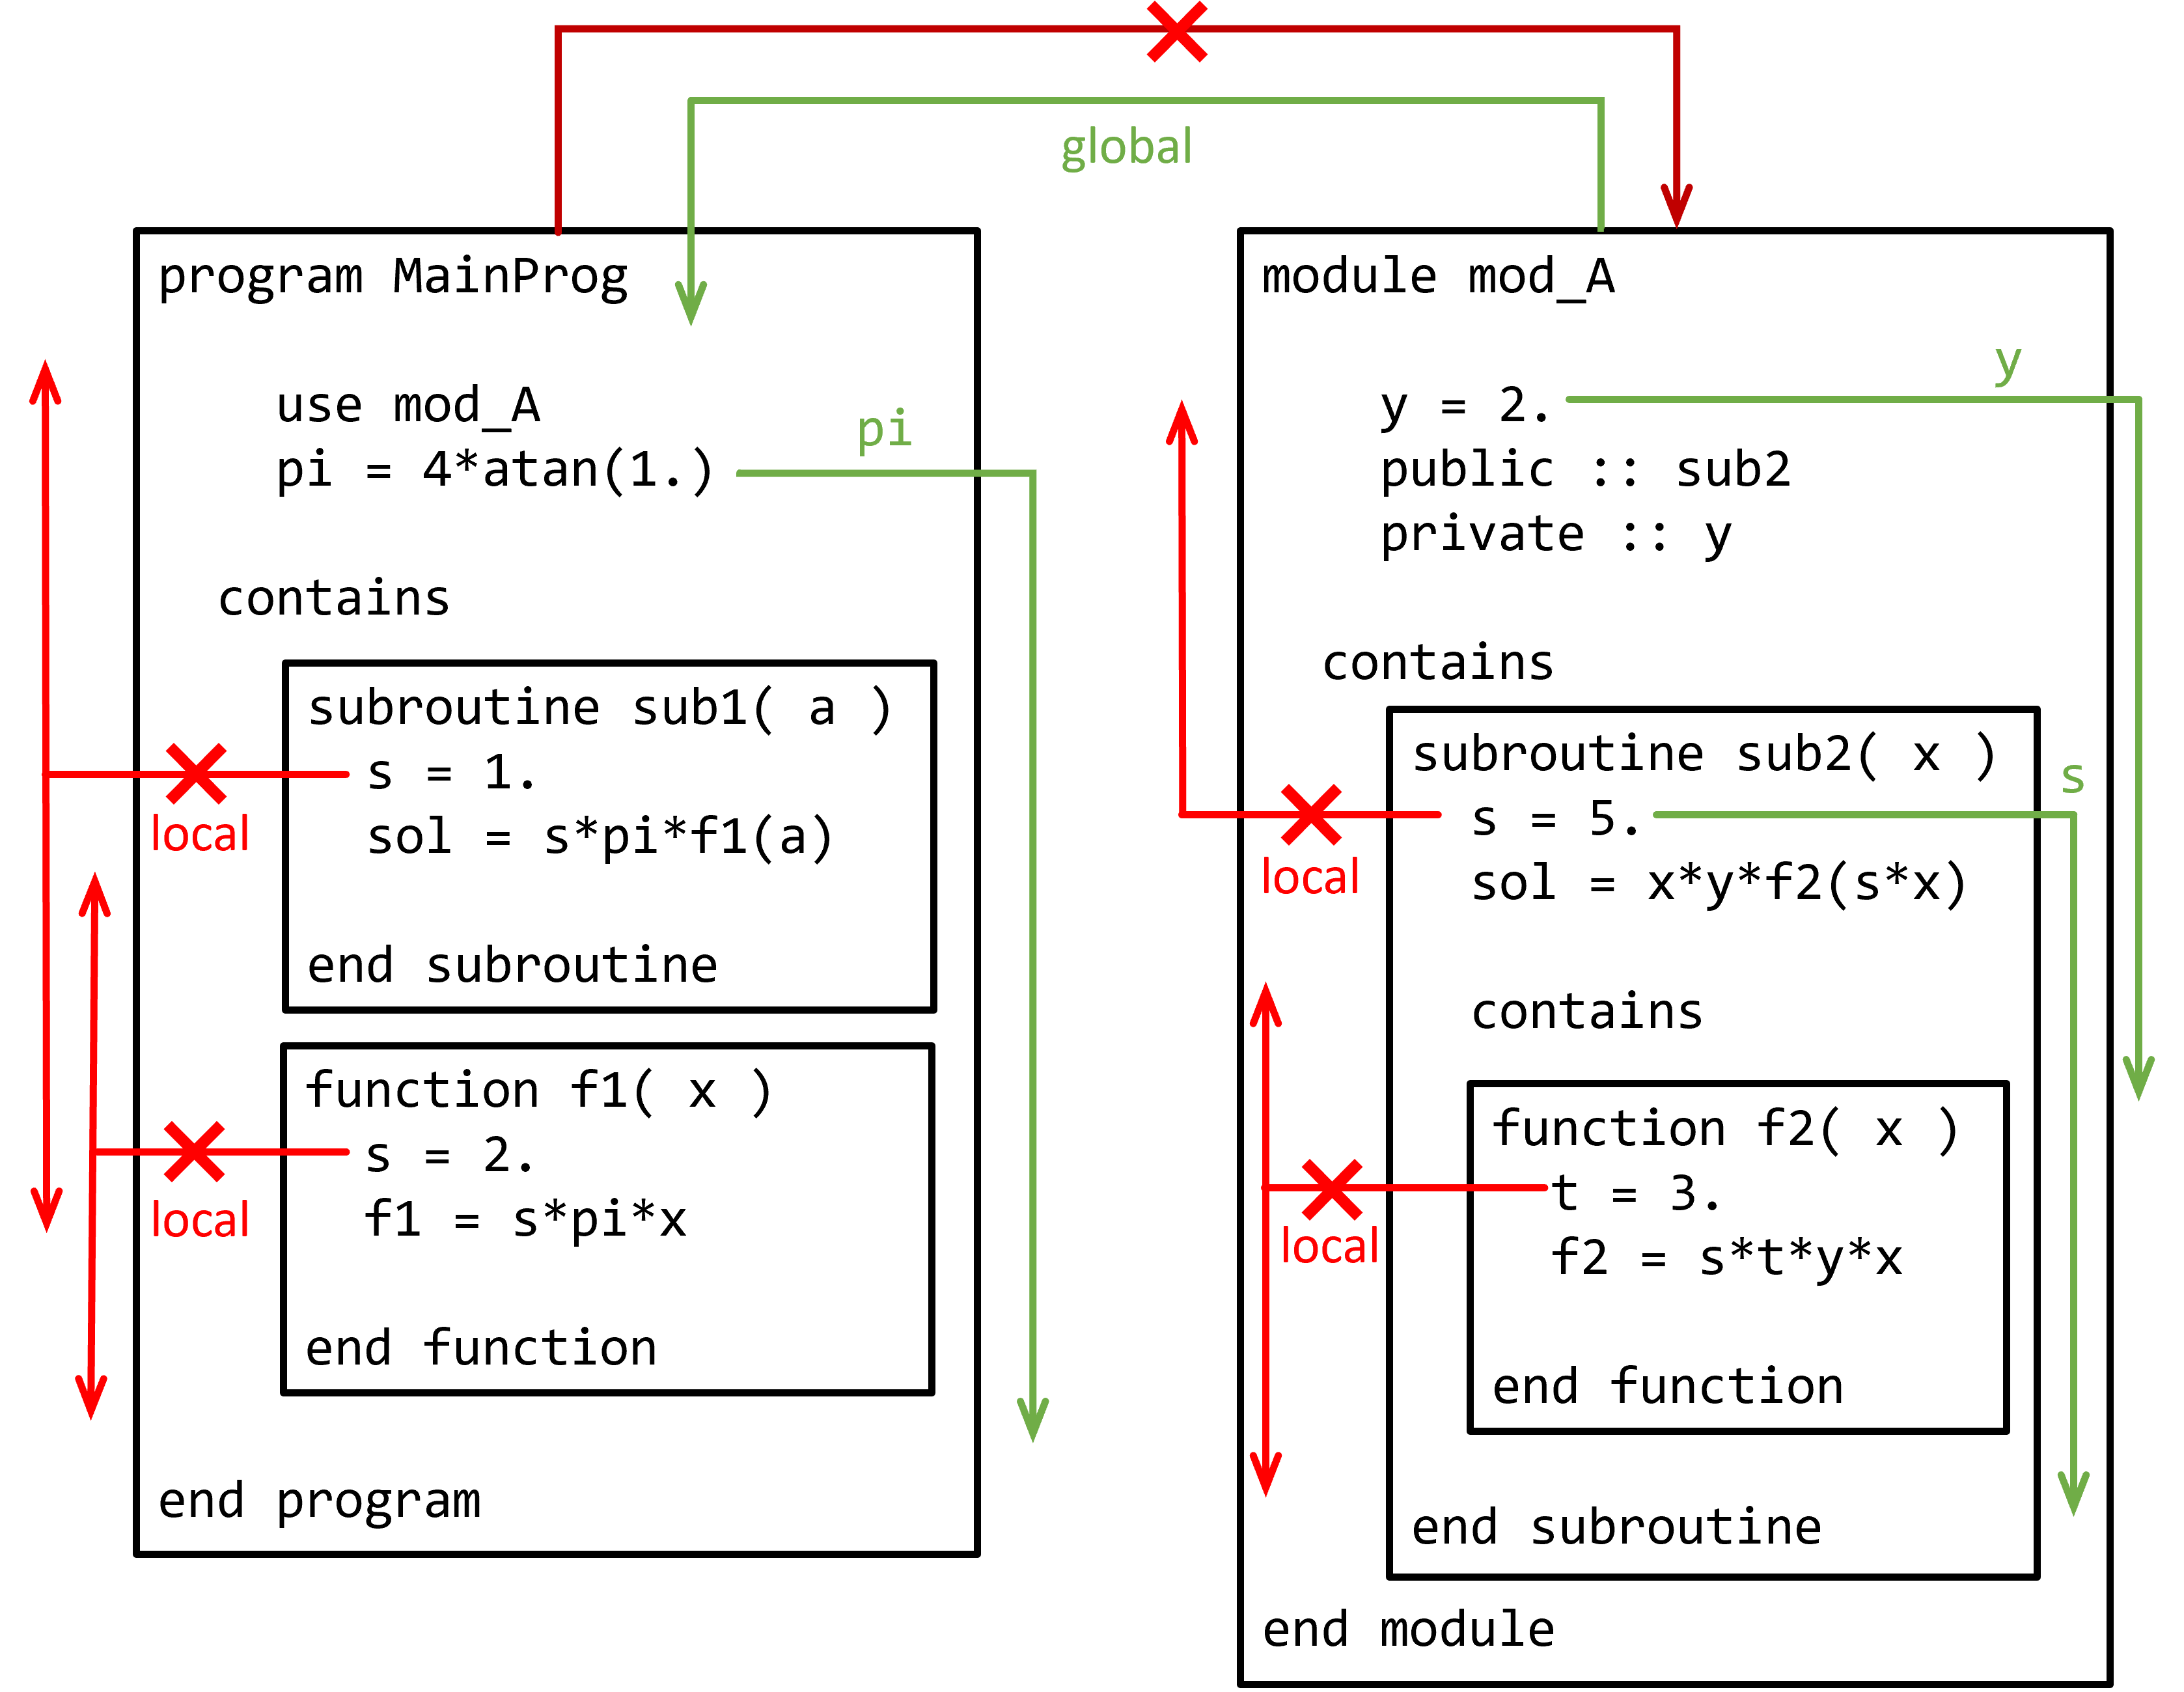 global
program MainProg
use mod_A
pi = 4*atan(1.)
pi
contains
subroutine sub1( a )
s = 1.
sol = s*pi*f1(a)
end subroutine
local
function f1( x )
s = 2.
f1 = s*pi*x
end function
local
end program
module mod_A
y
y = 2.
public :: sub2
private :: y
contains
subroutine sub2( x )
s
s = 5.
sol = x*y*f2(s*x)
local
contains
function f2( x )
t = 3.
f2 = s*t*y*x
local
end function
end subroutine
end module